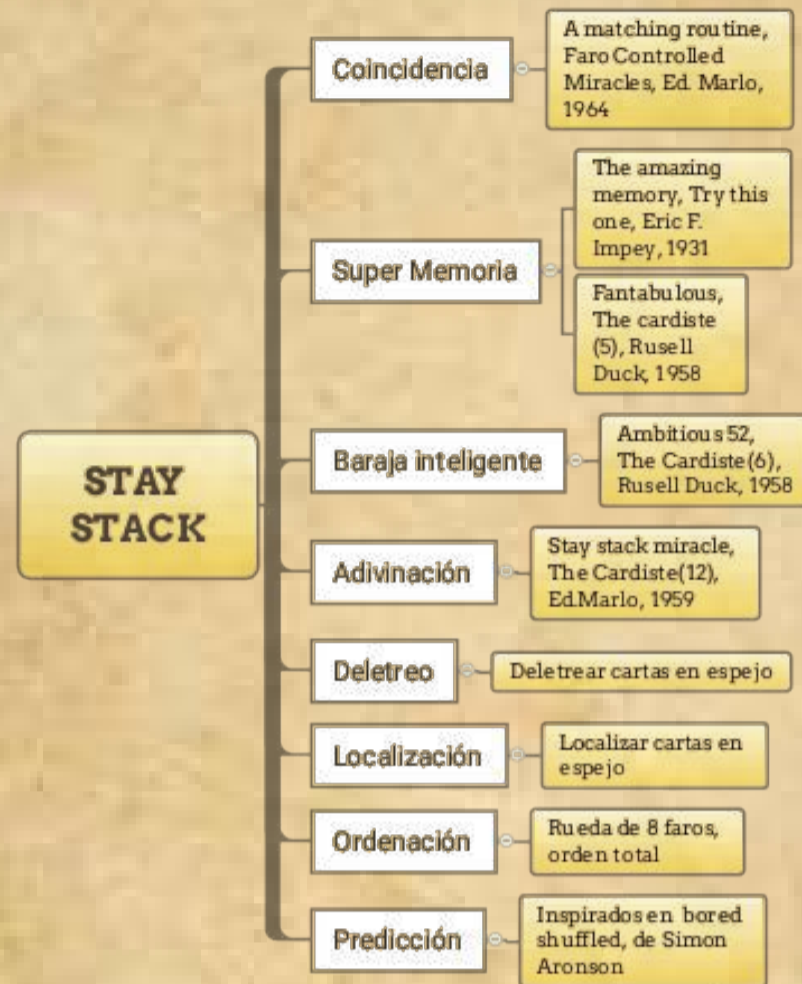 STAY
STACK
Coincidencia
A matching routine,
Faro Controlled
Miracles, Ed. Marlo,
1964
Super Memoria
The amazing
memory, Try this
one, Eric F.
Impey, 1931
Fantabulous,
The cardiste
(5), Rusell
Duck, 1958
Baraja inteligente
Ambitious 52,
The Cardiste(6),
Rusell Duck, 1958
Adivinación
Stay stack miracle,
The Cardiste(12),
Ed.Marlo, 1959
Deletreo
Deletrear cartas en espejo
Localización
Localizar cartas en
espejo
Ordenación
Rueda de 8 faros,
orden total
Predicción
Inspirados en bored
shuffled, de Simon
Aronson